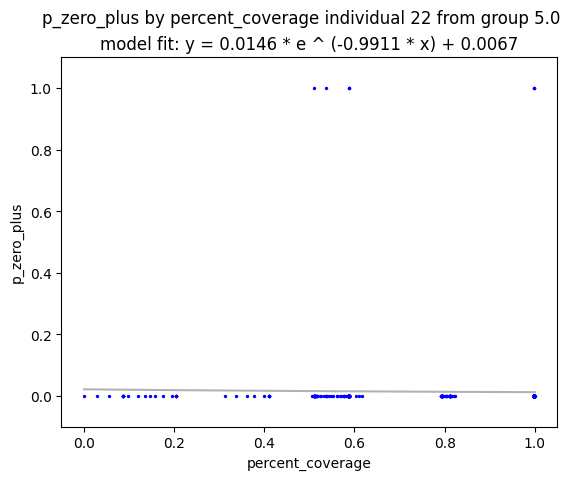 p_zero_plus by percent_coverage individual 22 from group 5.0
model fit: y = 0.0146 * e ^ (-0.9911 * x) + 0.0067
1.0
0.8
0.6
0.4
0.2
0.0
p_zero_plus
0.0 0.2 0.4 0.6 0.8 1.0
percent_coverage